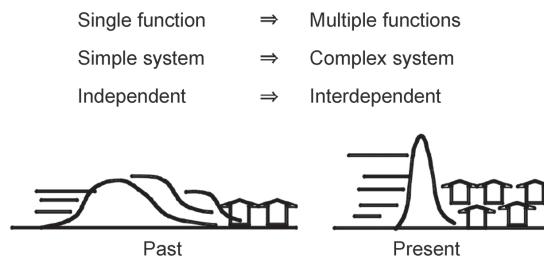 Single function ⇒ Multiple functions
Simple system ⇒ Complex system
Independent ⇒ Interdependent
Past Present